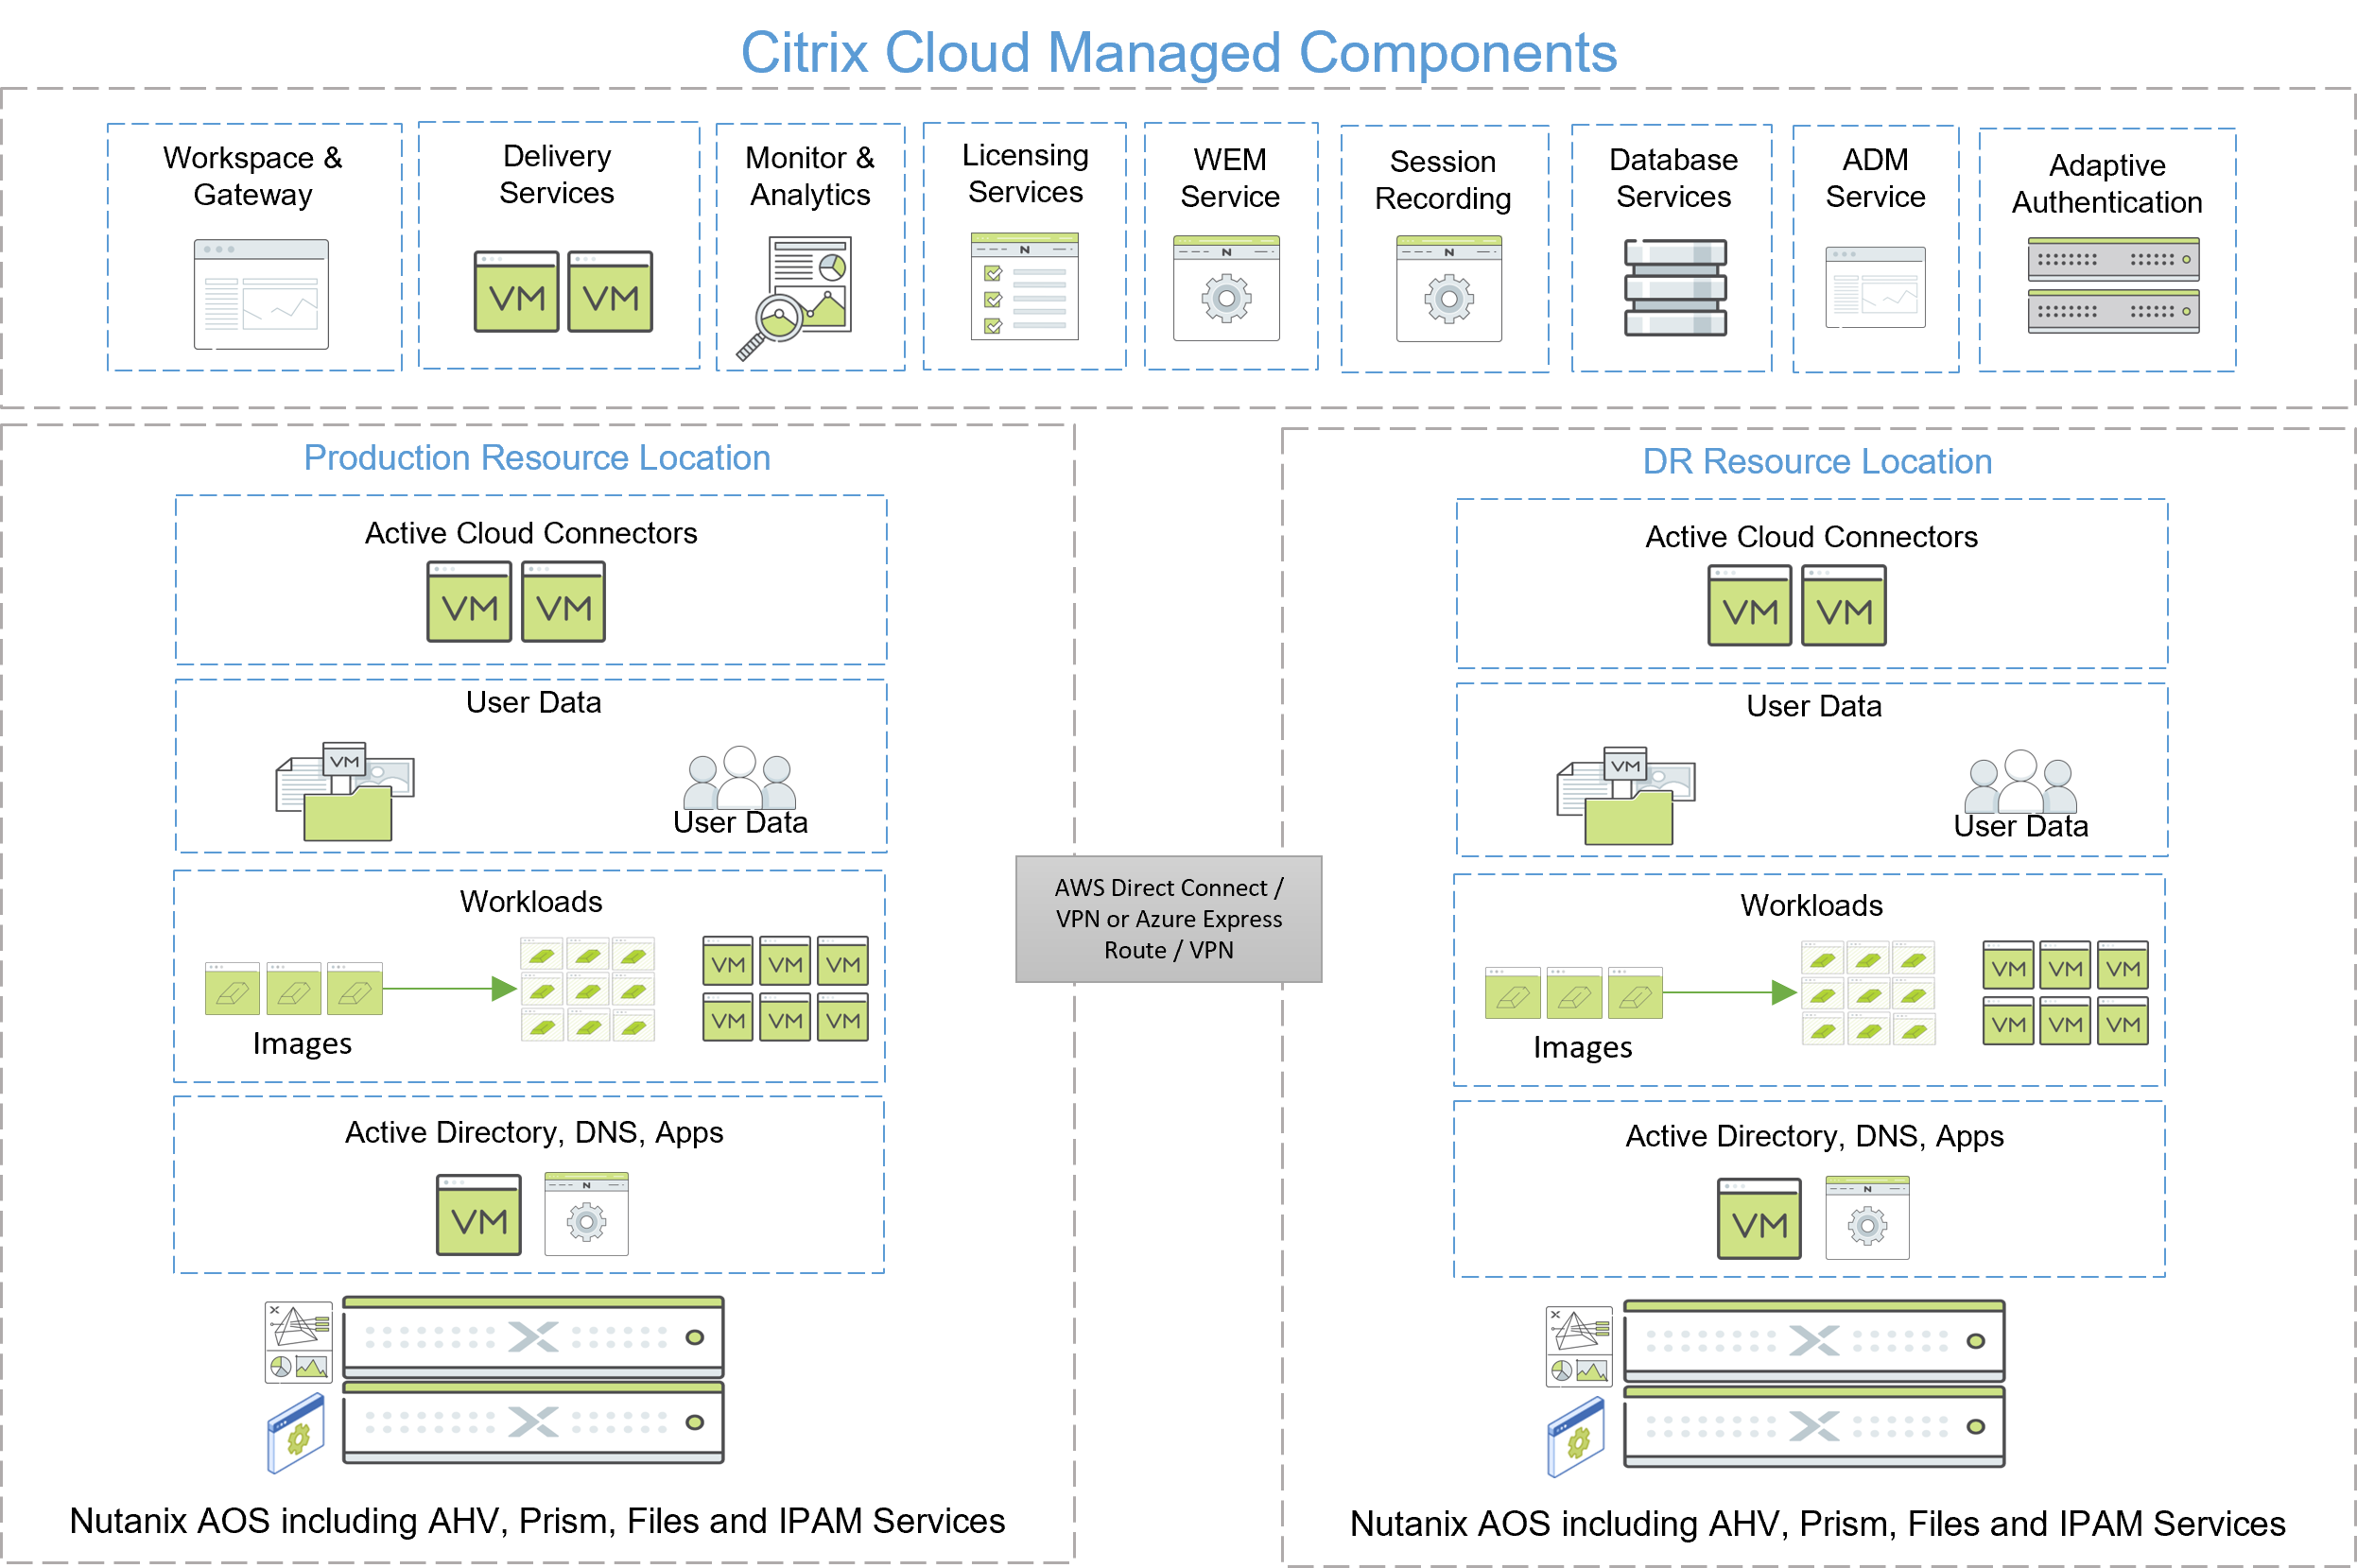 Citrix Cloud Managed Components
Workspace &
Gateway
Delivery
Services
VM
VM
Monitor &
Analytics
Licensing
Services
N
WEM
Service
N
Session
Recording
N
Database
Services
ADM
Service
Adaptive
Authentication
Production Resource Location
Active Cloud Connectors
VM
VM
User Data
VM
User Data
Workloads
Images
VM VM VM
VM VM VM
Active Directory, DNS, Apps
VM
N
X
X
X
Nutanix AOS including AHV, Prism, Files and IPAM Services
AWS Direct Connect /
VPN or Azure Express
Route / VPN
DR Resource Location
Active Cloud Connectors
VM
VM
User Data
VM
User Data
Workloads
Images
VM VM VM
VM VM VM
Active Directory, DNS, Apps
VM
N
X
X
X
Nutanix AOS including AHV, Prism, Files and IPAM Services